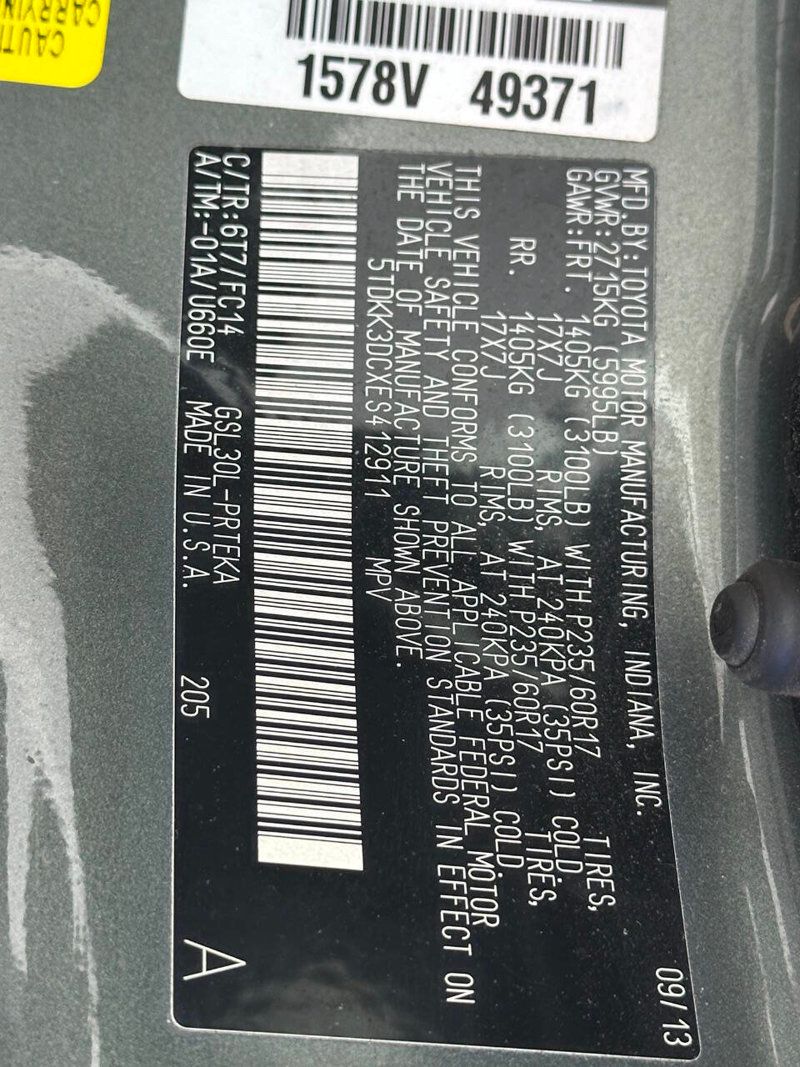 CAUTI
CARRYING
1578V 49371
MFD.BY:TOYOTA MOTOR MANUFACTURING, INDIANA, INC. 09/13
GVWR:2715KG (5995LB)
GAWR:FRT. 1405KG (3100LB) WITH P235/60R17 TIRES,
17X7J RIMS, AT 240KPA (35PSI) COLD.
RR. 1405KG (3100LB) WITH P235/60R17 TIRES,
17X7J RIMS, AT 240KPA (35PSI) COLD.
THIS VEHICLE CONFORMS TO ALL APPLICABLE FEDERAL MOTOR
VEHICLE SAFETY AND THEFT PREVENTION STANDARDS IN EFFECT ON
THE DATE OF MANUFACTURE SHOWN ABOVE.
5TDKK3DCXES412911 MPV
C/TR:6T7/FC14 GSL30L-PRTEKA
A/TM:-01A/U660E MADE IN U.S.A. 205 A